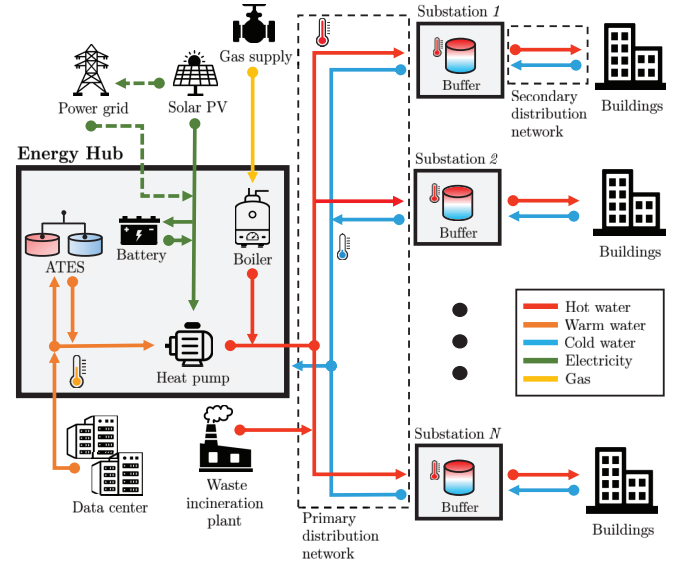 Substation 1
Gas supply
Power grid
Solar PV
Buffer
Secondary
distribution
network
Buildings
Energy Hub
Substation 2
ATES
Battery
Boiler
Buffer
Buildings
Hot water
Warm water
Cold water
Electricity
Gas
Heat pump
Substation N
Data center
Waste
incineration
plant
Primary
distribution
network
Buffer
Buildings